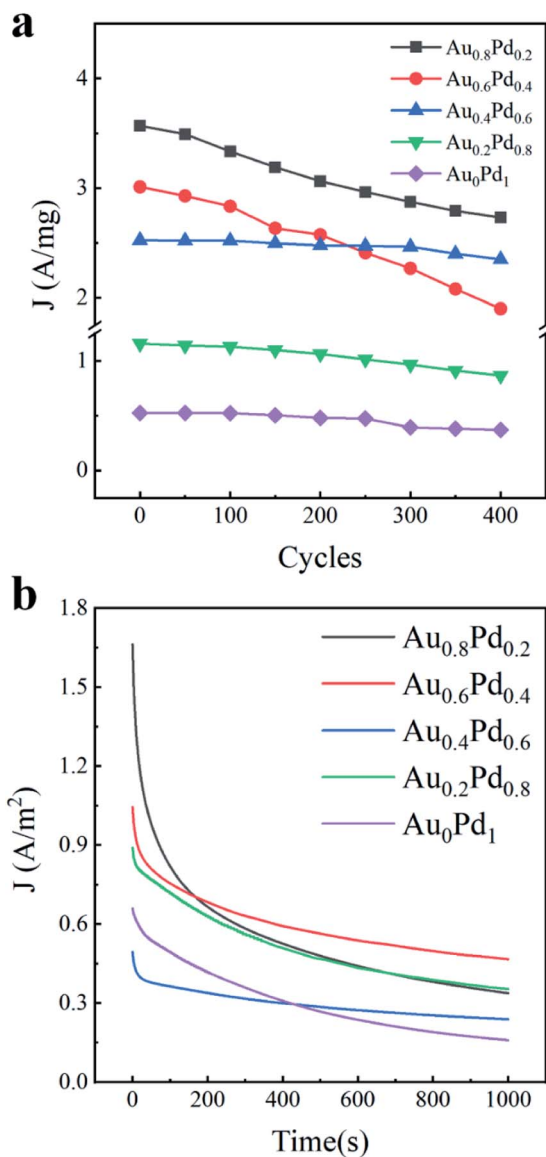 a
Au₀.₈Pd₀.₂
Au₀.₆Pd₀.₄
Au₀.₄Pd₀.₆
Au₀.₂Pd₀.₈
Au₀Pd₁
J (A/mg)
4
3
2
1
0
0 100 200 300 400
Cycles
b
Au₀.₈Pd₀.₂
Au₀.₆Pd₀.₄
Au₀.₄Pd₀.₆
Au₀.₂Pd₀.₈
Au₀Pd₁
J (A/m²)
1.8
1.5
1.2
0.9
0.6
0.3
0.0
0 200 400 600 800 1000
Time(s)